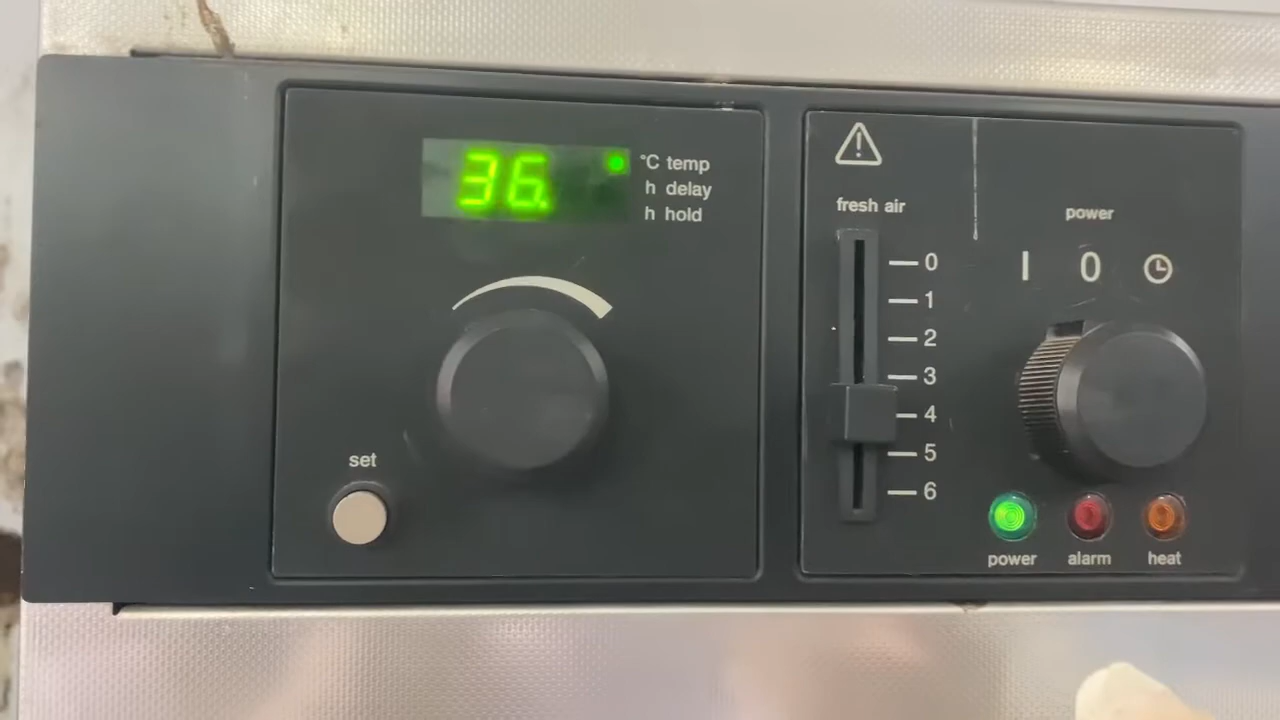 36.
°C temp
h delay
h hold
set
fresh air
0
1
2
3
4
5
6
power
I 0
power alarm heat